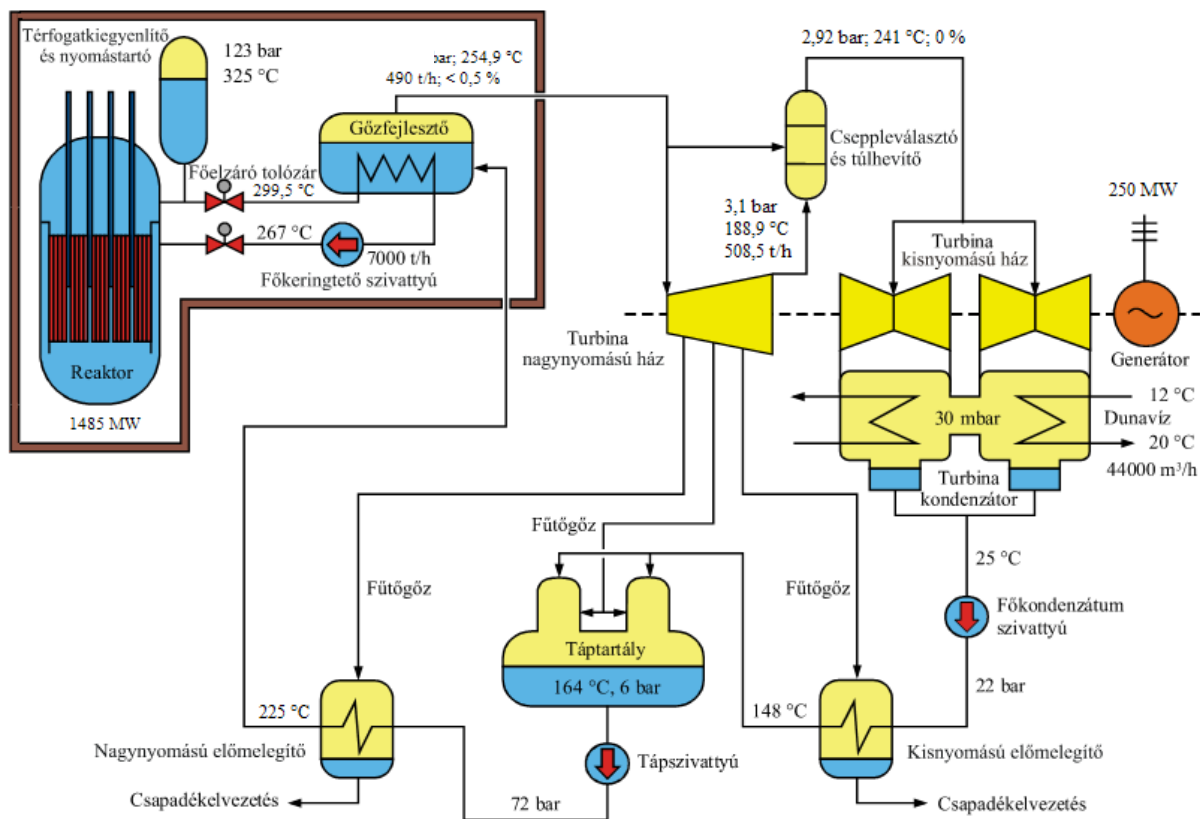 Térfogatkiegyenlítő
és nyomástartó
123 bar
325 °C
bar; 254,9 °C
490 t/h; < 0,5 %
2,92 bar; 241 °C; 0 %
Gőzfejlesztő
Cseppleválasztó
és túlhevítő
Főelzáró tolózár
299,5 °C
267 °C
7000 t/h
Főkeringtető szivattyú
3,1 bar
188,9 °C
508,5 t/h
250 MW
Turbina
kisnyomású ház
Turbina
nagynyomású ház
Generátor
Reaktor
1485 MW
30 mbar
12 °C
Dunavíz
20 °C
44000 m³/h
Turbina
kondenzátor
Fűtőgőz
Fűtőgőz
Fűtőgőz
25 °C
Főkondenzátum
szivattyú
22 bar
Táptartály
164 °C, 6 bar
225 °C
148 °C
Nagynyomású előmelegítő
Tápszivattyú
Kisnyomású előmelegítő
Csapadékelvezetés
72 bar
Csapadékelvezetés